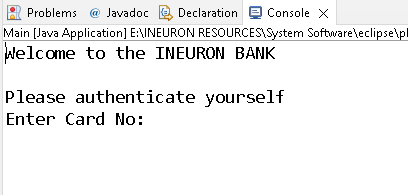 Problems @ Javadoc Declaration Console
Main [Java Application] E:\INEURON RESOURCES\System Software\eclipse\pl
Welcome to the INEURON BANK
Please authenticate yourself
Enter Card No: